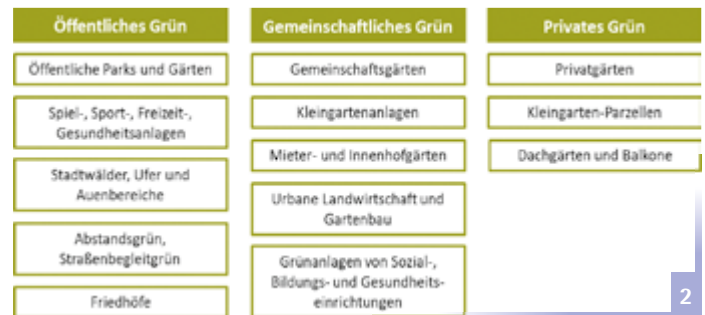 Öffentliches Grün
Öffentliche Parks und Gärten
Spiel-, Sport-, Freizeit-,
Gesundheitsanlagen
Stadtwälder, Ufer und
Auenbereiche
Abstandsgrün,
Straßenbegleitgrün
Friedhöfe
Gemeinschaftliches Grün
Gemeinschaftsgärten
Kleingartenanlagen
Mieter- und Innenhofgärten
Urbane Landwirtschaft und
Gartenbau
Grünanlagen von Sozial-,
Bildungs- und Gesundheits-
einrichtungen
Privates Grün
Privatgärten
Kleingarten-Parzellen
Dachgärten und Balkone
2